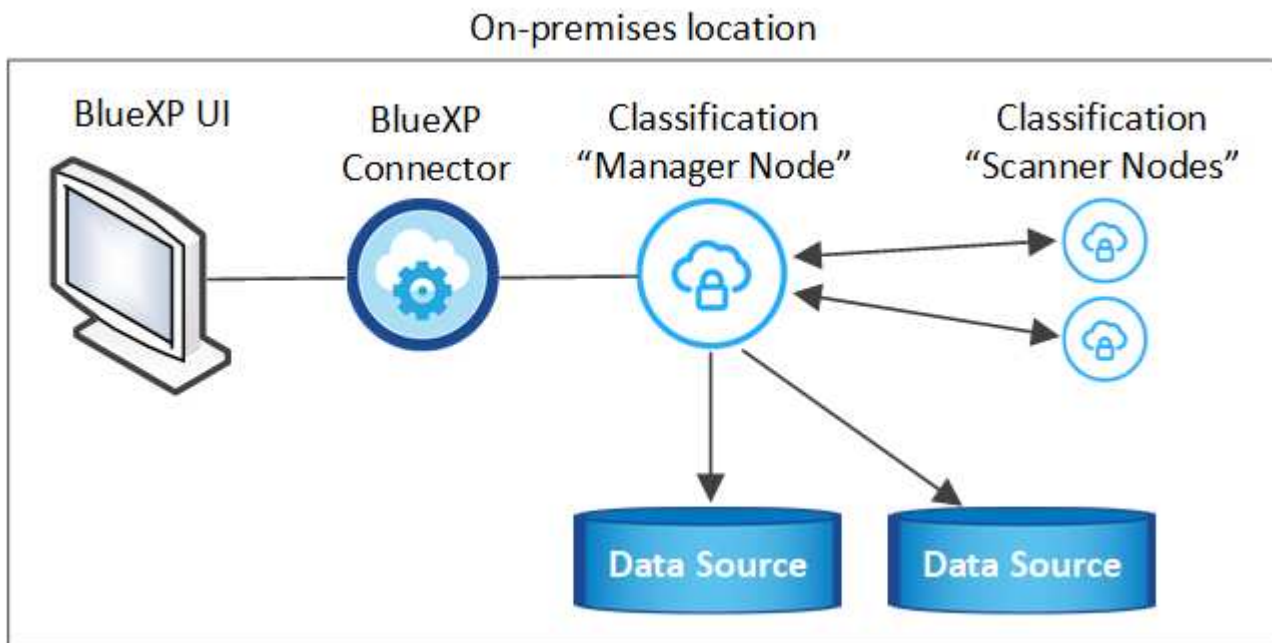 On-premises location
BlueXP UI
BlueXP
Connector
Classification
“Manager Node”
Classification
“Scanner Nodes”
Data Source
Data Source